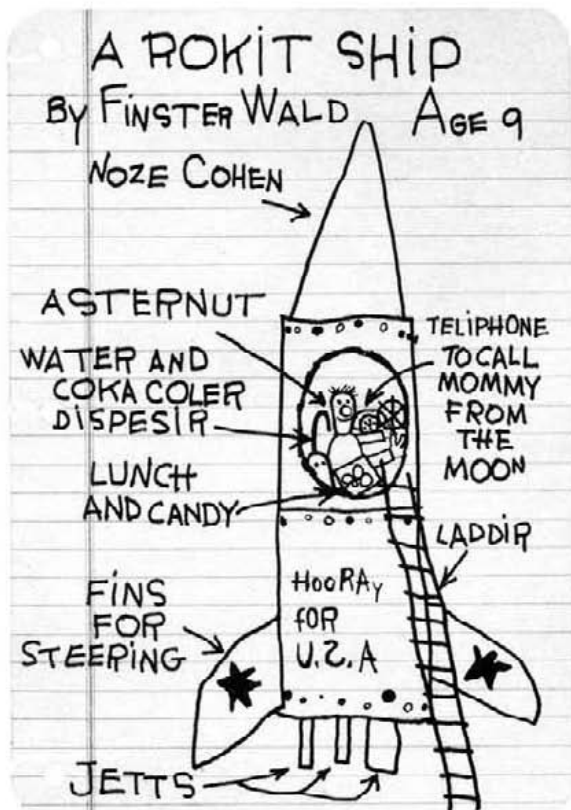 A ROKIT SHIP
BY FINSTER WALD AGE 9
NOZE COHEN
ASTERNUT
WATER AND
COKA COLER
DISPESIR
LUNCH
AND CANDY
TELIPHONE
TO CALL
MOMMY
FROM
THE
MOON
LADDIR
FINS
FOR
STEERING
HOORAY
FOR
U.S.A
JETTS